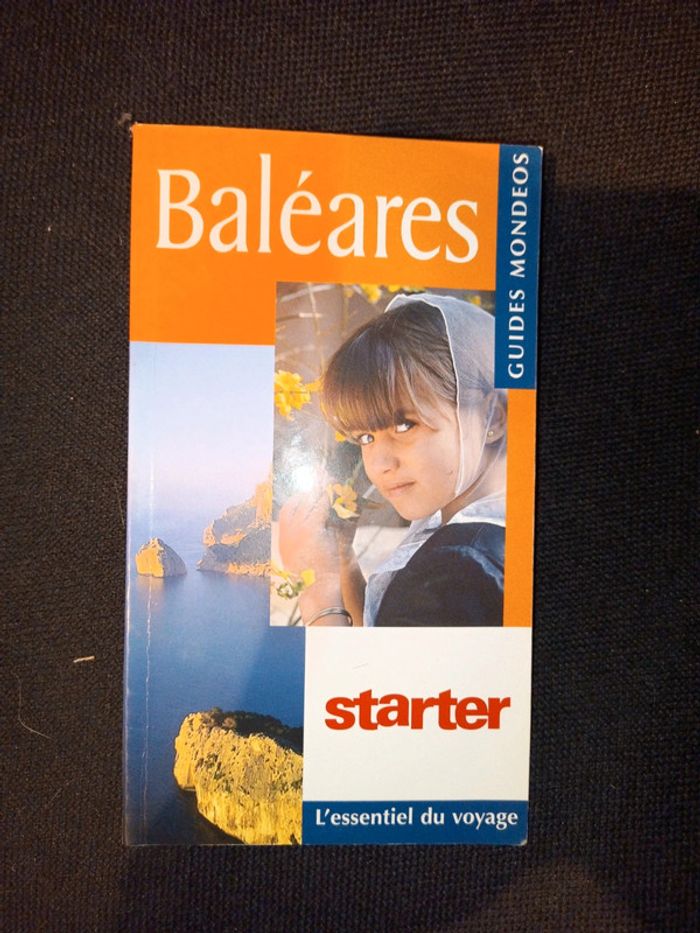 Baléares
GUIDES MONDEOS
starter
L'essentiel du voyage